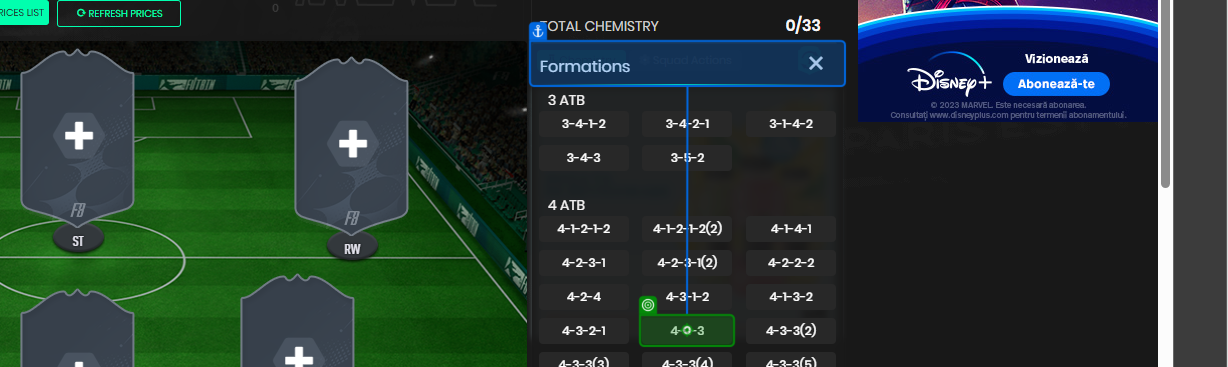 RICES LIST
⟳ REFRESH PRICES
0
TOTAL CHEMISTRY 0/33
Formations ✕
3 ATB
3-4-1-2 3-4-2-1 3-1-4-2
3-4-3 3-5-2
4 ATB
4-1-2-1-2 4-1-2-1-2(2) 4-1-4-1
4-2-3-1 4-2-3-1(2) 4-2-2-2
4-2-4 4-3-1-2 4-1-3-2
4-3-2-1 4-3-3 4-3-3(2)
4-3-3(3) 4-3-3(4) 4-3-3(5)
ST
RW
Disney+
Vizionează
Abonează-te
© 2023 MARVEL. Este necesară abonarea.
Consultați www.disneyplus.com pentru termenii abonamentului.